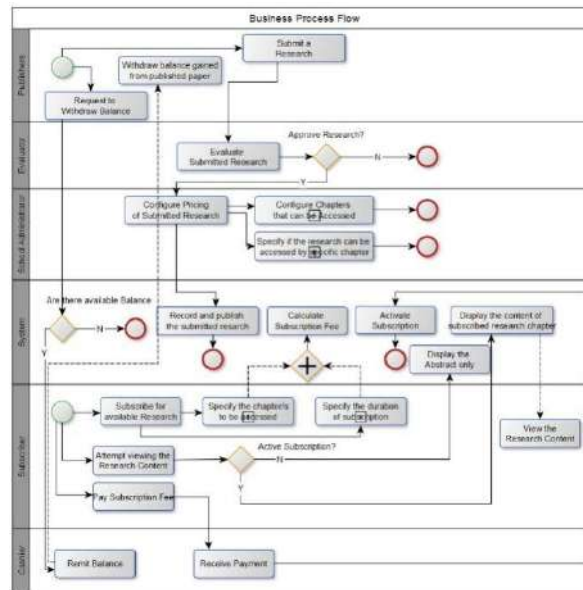 Business Process Flow
Publishers
Submit a
Research
Withdraw balance gained
from published paper
Request to
Withdraw Balance
Evaluator
Approve Research?
Evaluate
Submitted Research
N
Y
School Administrator
Configure Pricing
of Submitted Research
Configure Chapters
that can be Accessed
Specify if the research can be
accessed by specific chapter
System
Are there available Balance
N
Y
Record and publish
the submitted research
Calculate
Subscription Fee
Activate
Subscription
Display the content of
subscribed research chapter
Display the
Abstract only
Subscriber
Subscribe for
available Research
Specify the chapter/s
to be accessed
Specify the duration
of subscription
View the
Research Content
Attempt viewing the
Research Content
Active Subscription?
N
Y
Pay Subscription Fee
Cashier
Remit Balance
Receive Payment